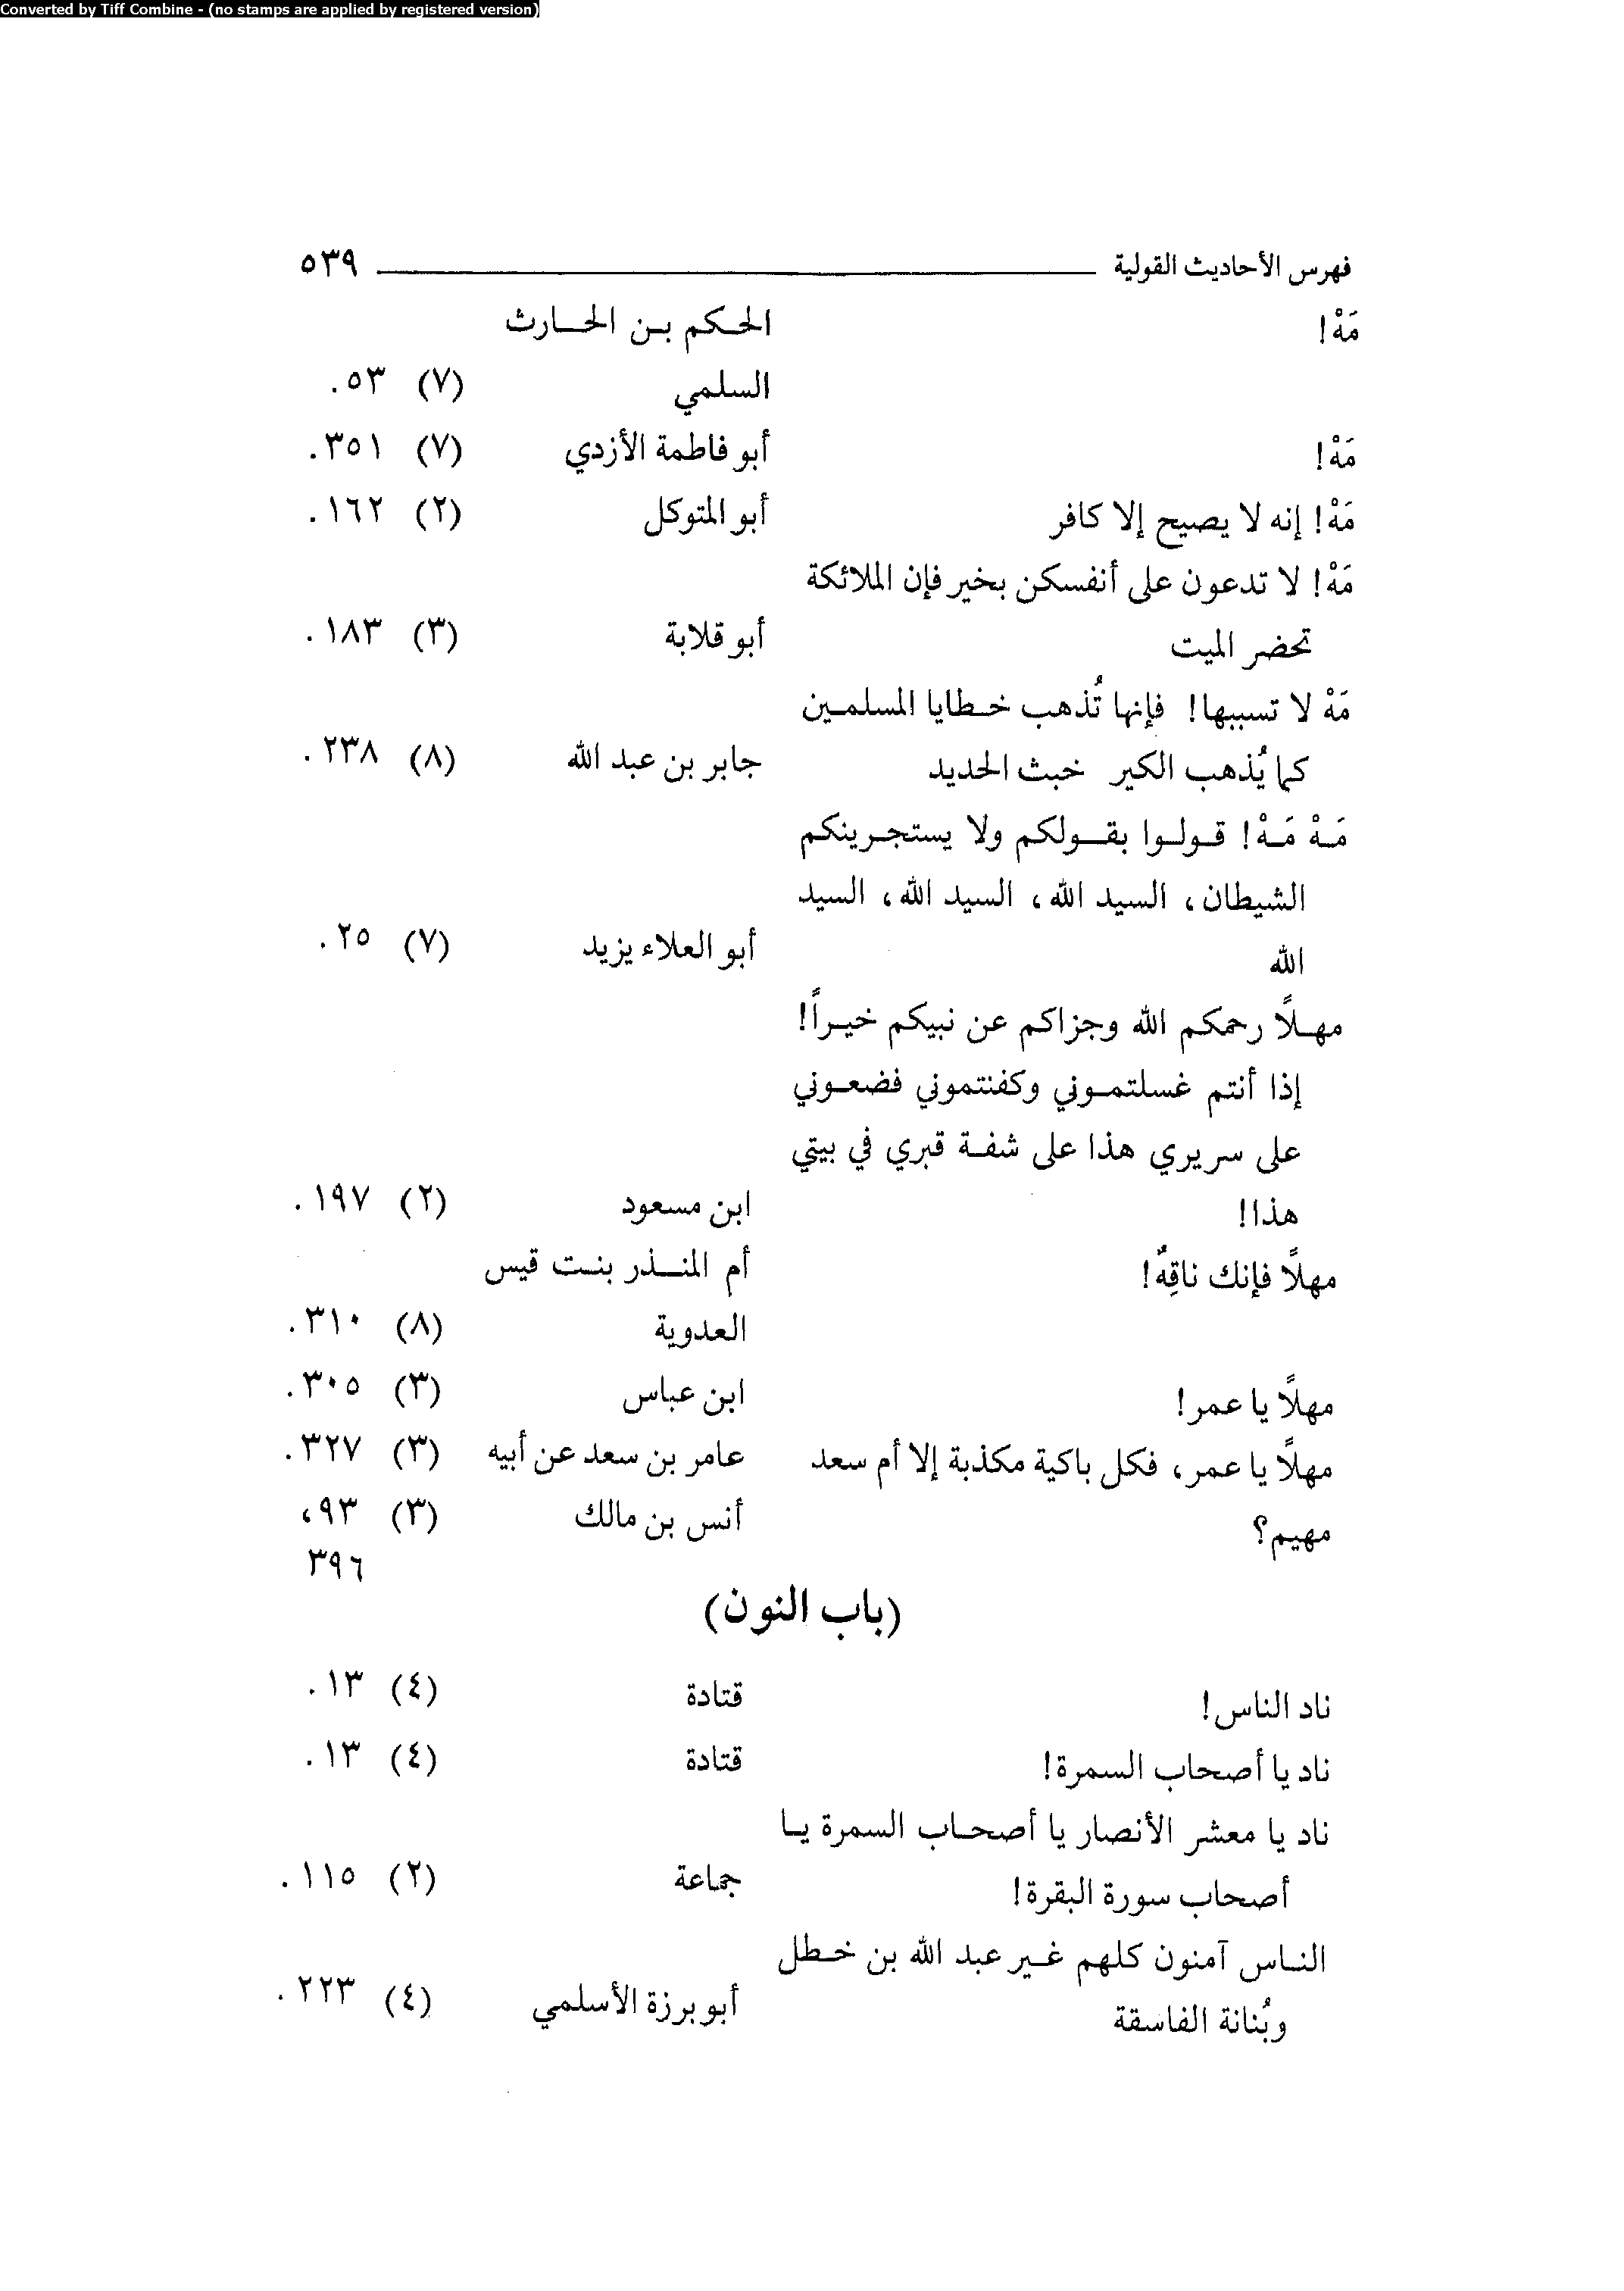 Converted by Tiff Combine - (no stamps are applied by registered version)
فهرس الأحاديث القولية ٥٣٩
مَهْ! الحكم بن الحارث
السلمي (٧) ٥٣.
مَهْ! أبو فاطمة الأزدي (٧) ٣٥١.
مَهْ! إنه لا يصيح إلا كافر أبو المتوكل (٢) ١٦٢.
مَهْ! لا تدعون على أنفسكن بخير فإن الملائكة
تحضر الميت أبو قلابة (٣) ١٨٣.
مَهْ لا تسببها! فإنها تُذهب خطايا المسلمين
كما يُذهب الكير خبث الحديد جابر بن عبد الله (٨) ٢٣٨.
مَهْ مَهْ! قولوا بقولكم ولا يستجرينكم
الشيطان، السيد الله، السيد الله، السيد
الله أبو العلاء يزيد (٧) ٢٥.
مهلاً رحمكم الله وجزاكم عن نبيكم خيراً!
إذا أنتم غسلتموني وكفنتموني فضعوني
على سريري هذا على شفة قبري في بيتي
هذا! ابن مسعود (٢) ١٩٧.
مهلاً فإنك ناقِهٌ! أم المنذر بنت قيس
العدوية (٨) ٣١٠.
مهلاً يا عمر! ابن عباس (٣) ٣٠٥.
مهلاً يا عمر، فكل باكية مكذبة إلا أم سعد عامر بن سعد عن أبيه (٣) ٣٢٧.
مهيم؟ أنس بن مالك (٣) ٩٣،
٣٩٦
(باب النون)
ناد الناس! قتادة (٤) ١٣.
ناد يا أصحاب السمرة! قتادة (٤) ١٣.
ناد يا معشر الأنصار يا أصحاب السمرة يا
أصحاب سورة البقرة! جماعة (٢) ١١٥.
الناس آمنون كلهم غير عبد الله بن خطل
وبُنانة الفاسقة أبو برزة الأسلمي (٤) ٢٢٣.